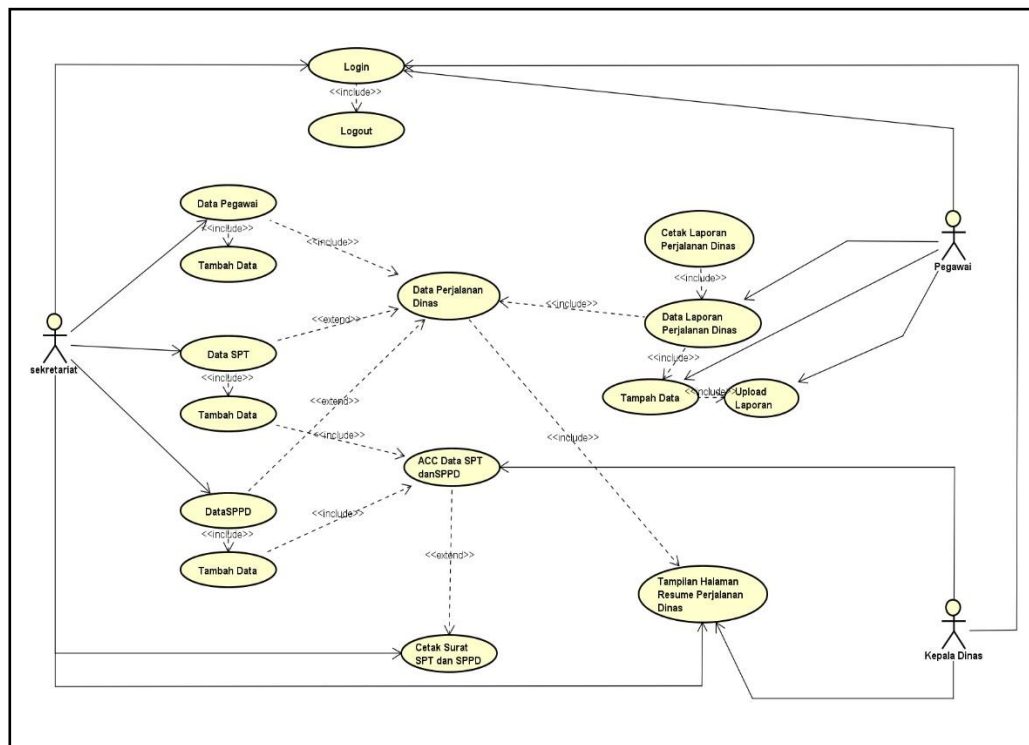 Login
<<include>>
Logout
Data Pegawai
<<include>>
Tambah Data
<<include>>
Cetak Laporan
Perjalanan Dinas
<<include>>
Pegawai
Data Perjalanan
Dinas
<<include>>
Data Laporan
Perjalanan Dinas
<<extend>>
sekretariat
Data SPT
<<include>>
<<include>>
Tambah Data
Tampah Data
<<include>>
Upload
Laporan
<<extend>>
<<include>>
<<include>>
ACC Data SPT
danSPPD
DataSPPD
<<include>>
<<include>>
Tambah Data
<<extend>>
Tampilan Halaman
Resume Perjalanan
Dinas
Cetak Surat
SPT dan SPPD
Kepala Dinas